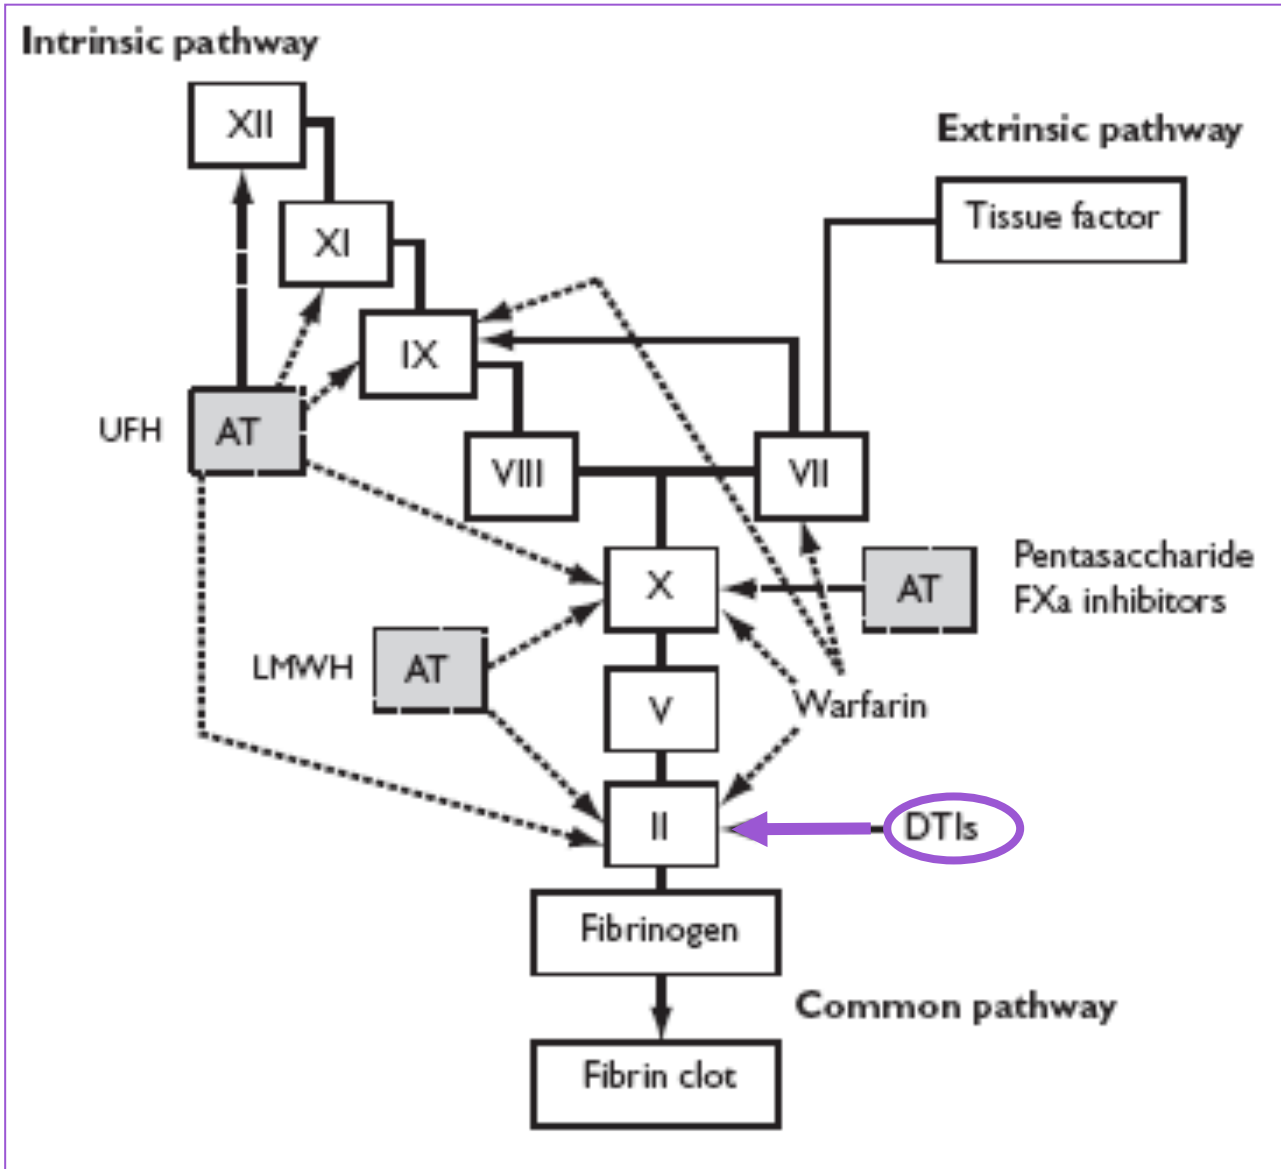 Intrinsic pathway
XII
Extrinsic pathway
Tissue factor
XI
IX
UFH
AT
VIII
VII
X
AT
Pentasaccharide
FXa inhibitors
LMWH
AT
V
Warfarin
II
DTIs
Fibrinogen
Common pathway
Fibrin clot